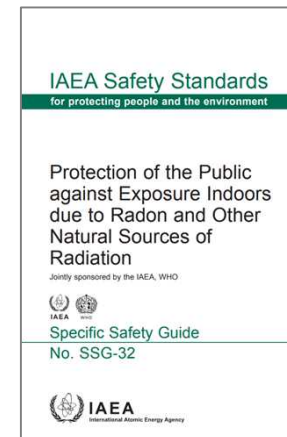 IAEA Safety Standards
for protecting people and the environment
Protection of the Public
against Exposure Indoors
due to Radon and Other
Natural Sources of
Radiation
Jointly sponsored by the IAEA, WHO
IAEA
WHO
Specific Safety Guide
No. SSG-32
IAEA
International Atomic Energy Agency